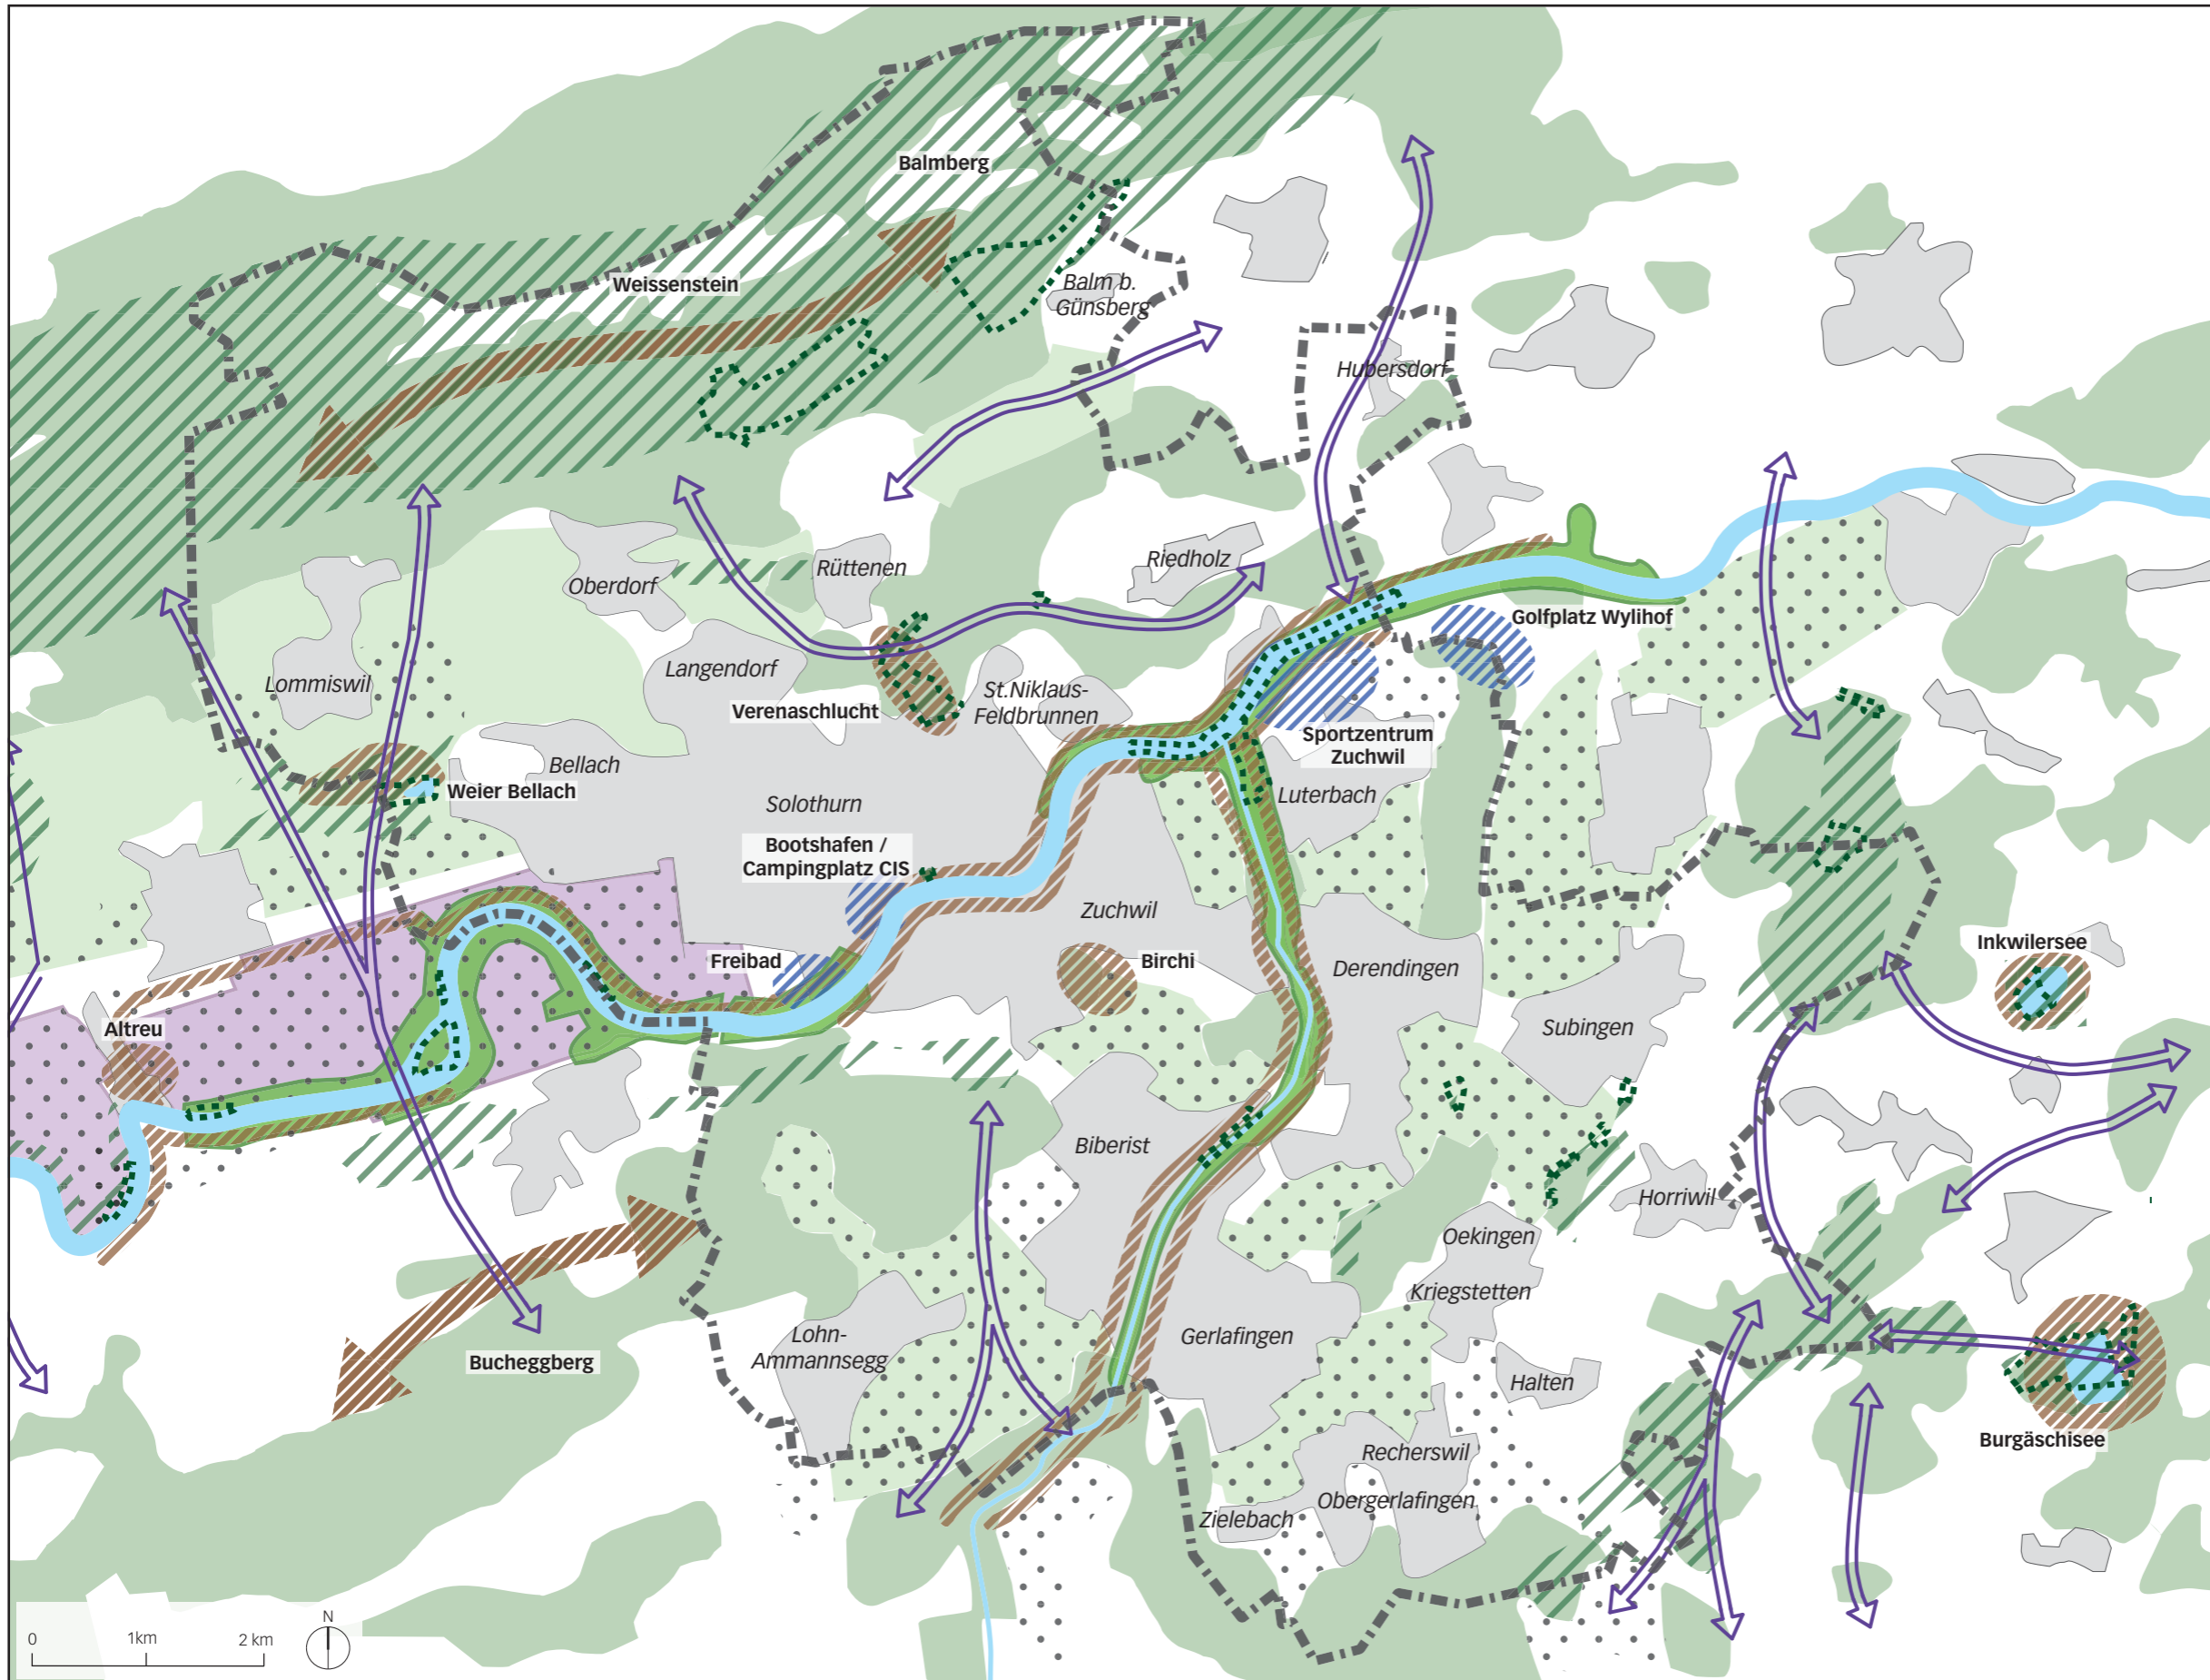 Balmberg
Weissenstein
Balm b.
Günsberg
Hubersdorf
Riedholz
Rüttenen
Oberdorf
Golfplatz Wylihof
Langendorf
Lommiswil
St.Niklaus-
Feldbrunnen
Verenaschlucht
Sportzentrum
Zuchwil
Bellach
Weier Bellach
Luterbach
Solothurn
Bootshafen /
Campingplatz CIS
Zuchwil
Inkwilersee
Freibad
Birchi
Derendingen
Altreu
Subingen
Biberist
Horriwil
Oekingen
Kriegstetten
Gerlafingen
Lohn-
Ammannsegg
Bucheggberg
Halten
Burgäschisee
Recherswil
Obergerlafingen
Zielebach
N
0 1km 2 km